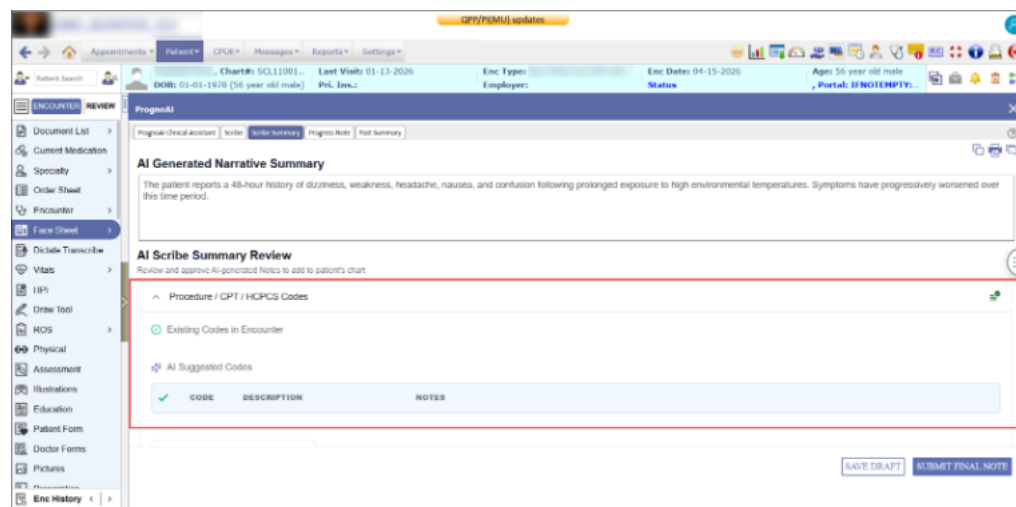 QPP/PI(MU) updates
Appointments Patient CPOE Messages Reports Settings
Patient Search
, Chart#: SCL11001... Last Visit: 01-13-2026 Enc Type: Enc Date: 04-15-2026 Age: 56 year old male
DOB: 01-01-1970 (56 year old male) Pri. Ins.: Employer: Status , Portal: IFNOTEMPTY:...
ENCOUNTER REVIEW
PrognoAI
Document List
PrognoAI Clinical Assistant Scribe Scribe Summary Progress Note Past Summary
Current Medication
AI Generated Narrative Summary
Specialty
The patient reports a 48-hour history of dizziness, weakness, headache, nausea, and confusion following prolonged exposure to high environmental temperatures. Symptoms have progressively worsened over
this time period.
Order Sheet
Encounter
Face Sheet
Dictate Transcribe
AI Scribe Summary Review
Review and approve AI-generated Notes to add to patient's chart
Vitals
HPI
Procedure / CPT / HCPCS Codes
Draw Tool
ROS
Existing Codes in Encounter
Physical
Assessment
AI Suggested Codes
Illustrations
CODE DESCRIPTION NOTES
Education
Patient Form
Doctor Forms
Pictures
SAVE DRAFT SUBMIT FINAL NOTE
Enc History